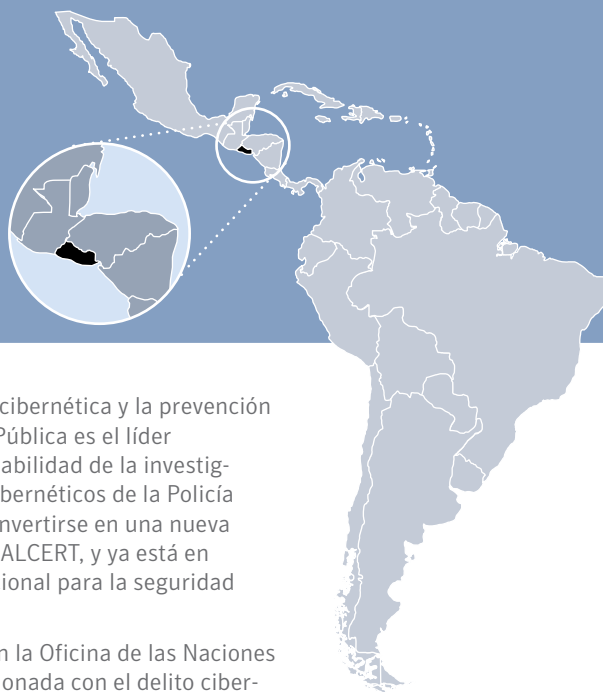 cibernética y la prevención
Pública es el líder
abilidad de la investig-
bernéticos de la Policía
nvertirse en una nueva
ALCERT, y ya está en
ional para la seguridad
n la Oficina de las Naciones
onada con el delito ciber-